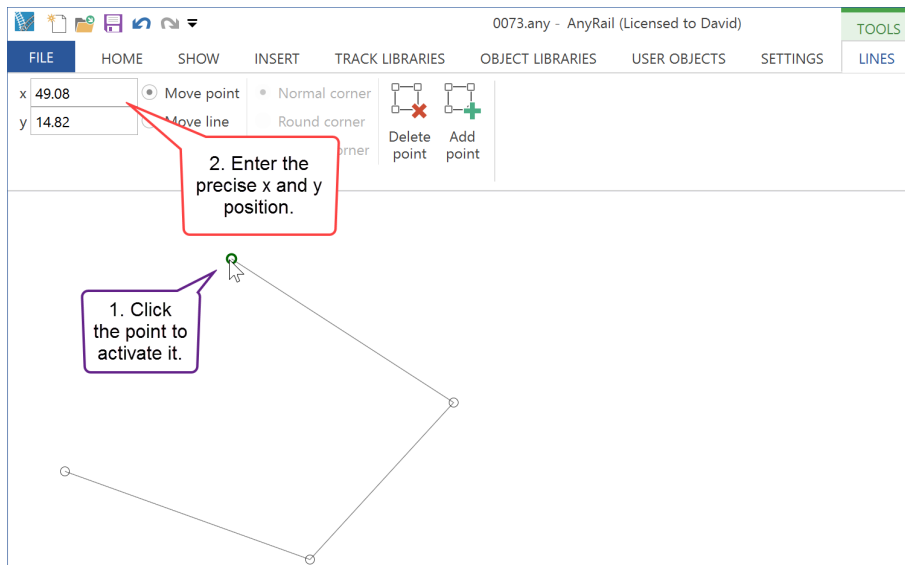 0073.any - AnyRail (Licensed to David)
TOOLS
FILE HOME SHOW INSERT TRACK LIBRARIES OBJECT LIBRARIES USER OBJECTS SETTINGS LINES
x 49.08 Move point Normal corner
y 14.82 Move line Round corner
corner
Delete point
Add point
2. Enter the
precise x and y
position.
1. Click
the point to
activate it.